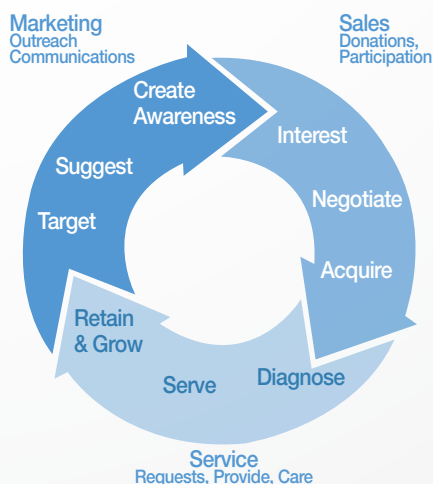 Marketing
Outreach
Communications
Sales
Donations,
Participation
Create
Awareness
Suggest
Target
Interest
Negotiate
Acquire
Diagnose
Serve
Retain
& Grow
Service
Requests, Provide, Care